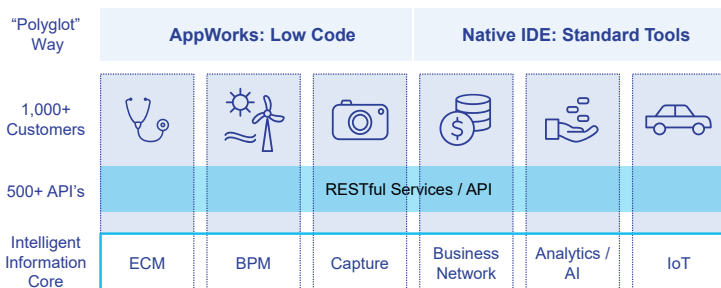 “Polyglot”
Way
AppWorks: Low Code
Native IDE: Standard Tools
1,000+
Customers
$
500+ API’s
RESTful Services / API
Intelligent
Information
Core
ECM
BPM
Capture
Business
Network
Analytics /
AI
IoT